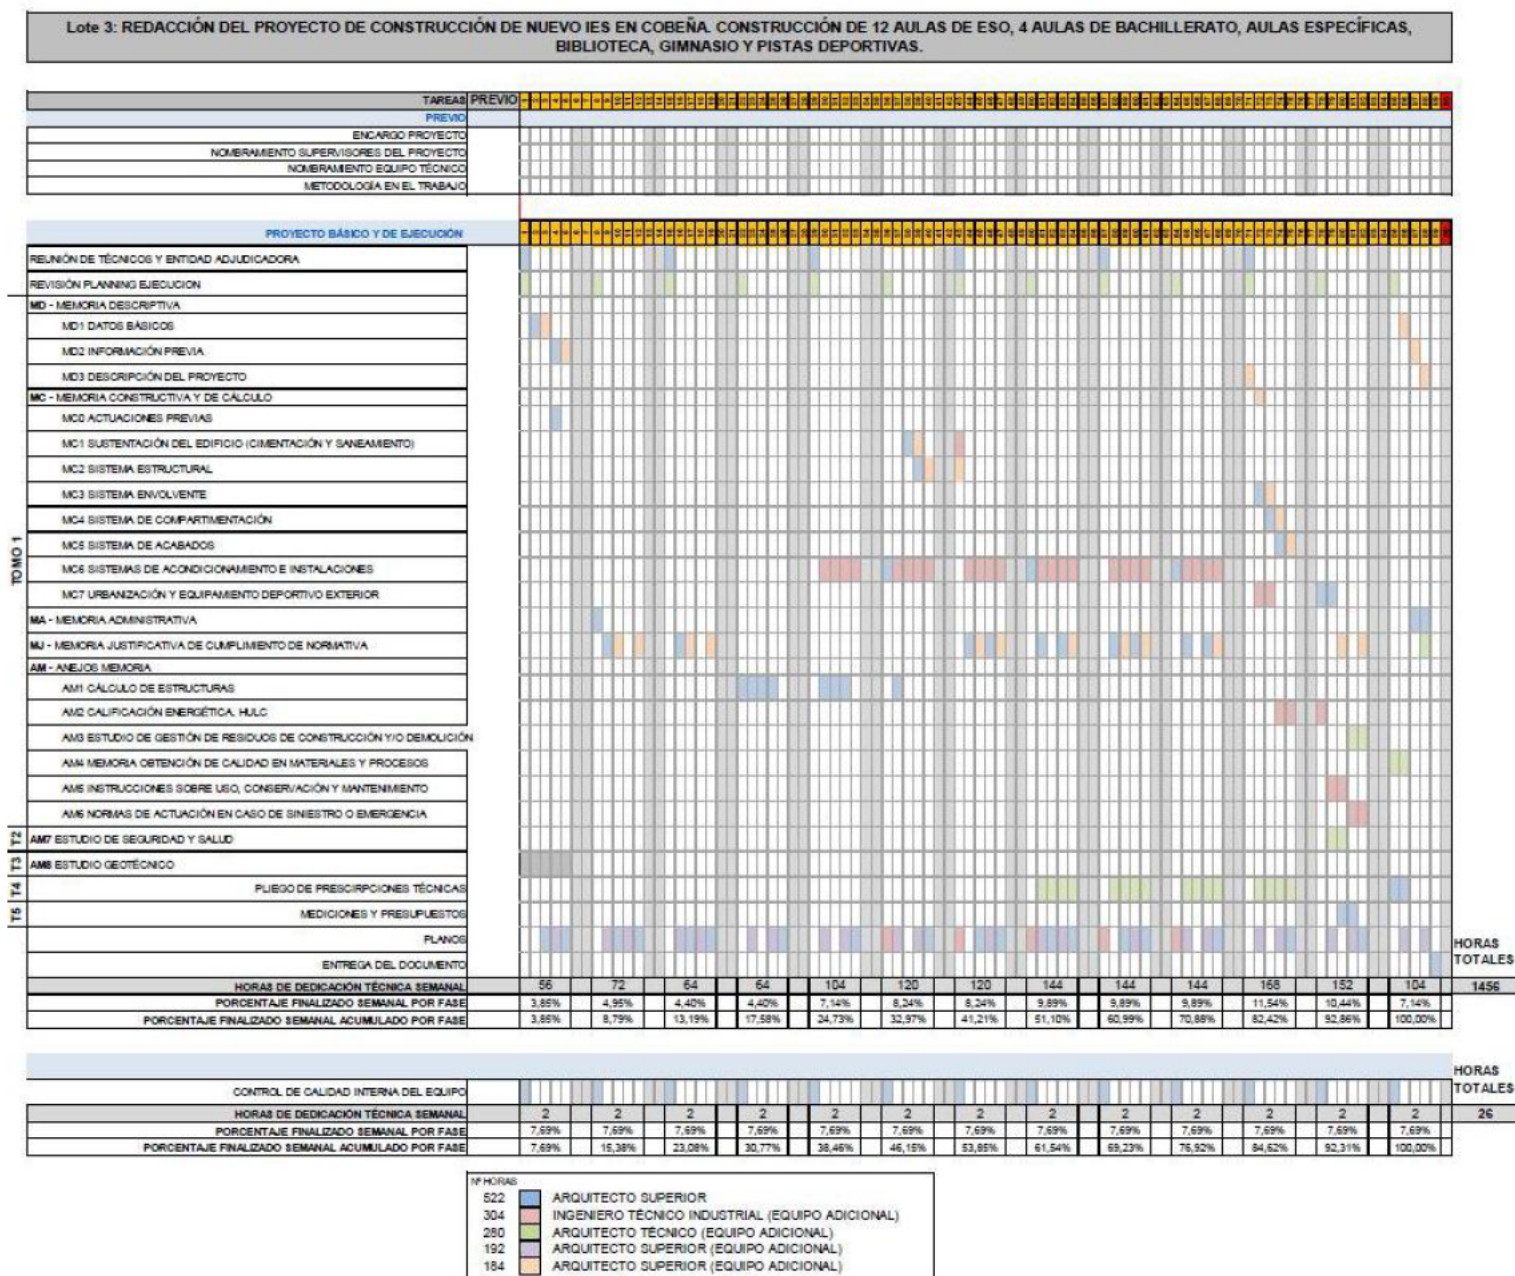 Lote 3: REDACCIÓN DEL PROYECTO DE CONSTRUCCIÓN DE NUEVO IES EN COBEÑA. CONSTRUCCIÓN DE 12 AULAS DE ESO, 4 AULAS DE BACHILLERATO, AULAS ESPECÍFICAS,
BIBLIOTECA, GIMNASIO Y PISTAS DEPORTIVAS.
TAREAS PREVIO
PREVIO
ENCARGO PROYECTO
NOMBRAMIENTO SUPERVISORES DEL PROYECTO
NOMBRAMIENTO EQUIPO TÉCNICO
METODOLOGÍA EN EL TRABAJO
PROYECTO BÁSICO Y DE EJECUCIÓN
REUNIÓN DE TÉCNICOS Y ENTIDAD ADJUDICADORA
REVISIÓN PLANNING EJECUCION
MD - MEMORIA DESCRIPTIVA
MD1 DATOS BÁSICOS
MD2 INFORMACIÓN PREVIA
MD3 DESCRIPCIÓN DEL PROYECTO
MC - MEMORIA CONSTRUCTIVA Y DE CÁLCULO
MC0 ACTUACIONES PREVIAS
MC1 SUSTENTACIÓN DEL EDIFICIO (CIMENTACIÓN Y SANEAMIENTO)
MC2 SISTEMA ESTRUCTURAL
MC3 SISTEMA ENVOLVENTE
MC4 SISTEMA DE COMPARTIMENTACIÓN
MC5 SISTEMA DE ACABADOS
TOMO 1
MC6 SISTEMAS DE ACONDICIONAMIENTO E INSTALACIONES
MC7 URBANIZACIÓN Y EQUIPAMIENTO DEPORTIVO EXTERIOR
MA - MEMORIA ADMINISTRATIVA
MJ - MEMORIA JUSTIFICATIVA DE CUMPLIMIENTO DE NORMATIVA
AM - ANEJOS MEMORIA
AM1 CÁLCULO DE ESTRUCTURAS
AM2 CALIFICACIÓN ENERGÉTICA. HULC
AM3 ESTUDIO DE GESTIÓN DE RESIDUOS DE CONSTRUCCIÓN Y/O DEMOLICIÓN
AM4 MEMORIA OBTENCIÓN DE CALIDAD EN MATERIALES Y PROCESOS
AM5 INSTRUCCIONES SOBRE USO, CONSERVACIÓN Y MANTENIMIENTO
AM6 NORMAS DE ACTUACIÓN EN CASO DE SINIESTRO O EMERGENCIA
T2 AM7 ESTUDIO DE SEGURIDAD Y SALUD
T3 AM8 ESTUDIO GEOTÉCNICO
T4 PLIEGO DE PRESCIRPCIONES TÉCNICAS
T5 MEDICIONES Y PRESUPUESTOS
PLANOS
HORAS
TOTALES
ENTREGA DEL DOCUMENTO
HORAS DE DEDICACIÓN TÉCNICA SEMANAL 56 72 64 64 104 120 120 144 144 144 168 152 104 1456
PORCENTAJE FINALIZADO SEMANAL POR FASE 3,85% 4,95% 4,40% 4,40% 7,14% 8,24% 8,24% 9,89% 9,89% 9,89% 11,54% 10,44% 7,14%
PORCENTAJE FINALIZADO SEMANAL ACUMULADO POR FASE 3,85% 8,79% 13,19% 17,58% 24,73% 32,97% 41,21% 51,10% 60,99% 70,88% 82,42% 92,86% 100,00%
HORAS
TOTALES
CONTROL DE CALIDAD INTERNA DEL EQUIPO
HORAS DE DEDICACIÓN TÉCNICA SEMANAL 2 2 2 2 2 2 2 2 2 2 2 2 2 26
PORCENTAJE FINALIZADO SEMANAL POR FASE 7,69% 7,69% 7,69% 7,69% 7,69% 7,69% 7,69% 7,69% 7,69% 7,69% 7,69% 7,69% 7,69%
PORCENTAJE FINALIZADO SEMANAL ACUMULADO POR FASE 7,69% 15,38% 23,08% 30,77% 38,46% 46,15% 53,85% 61,54% 69,23% 76,92% 84,62% 92,31% 100,00%
Nº HORAS
522 ARQUITECTO SUPERIOR
304 INGENIERO TÉCNICO INDUSTRIAL (EQUIPO ADICIONAL)
280 ARQUITECTO TÉCNICO (EQUIPO ADICIONAL)
192 ARQUITECTO SUPERIOR (EQUIPO ADICIONAL)
184 ARQUITECTO SUPERIOR (EQUIPO ADICIONAL)